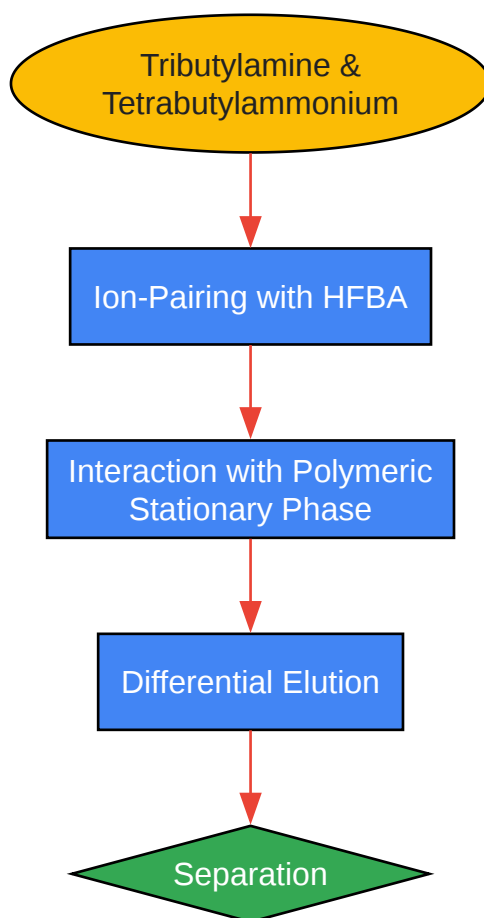 Tributylamine &
Tetrabutylammonium
Ion-Pairing with HFBA
Interaction with Polymeric
Stationary Phase
Differential Elution
Separation